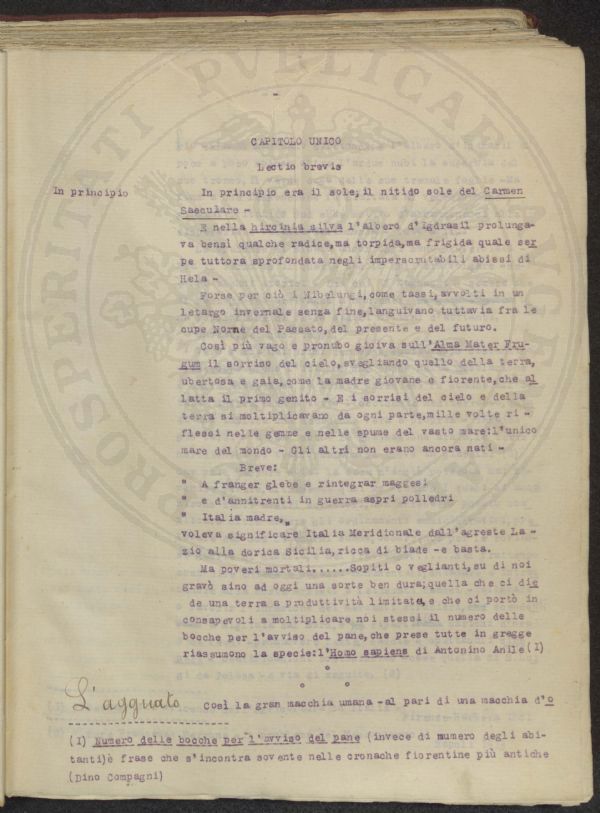 PROSPERITATI PVBLICAE AVGENDAE
CAPITOLO UNICO
Lectio brevis
In principio
In principio era il sole, il nitido sole del Carmen
Saeculare -
E nella hircinia silva l'albero d'Igdrasil prolunga-
va bensì qualche radice, ma torpida, ma frigida quale ser
pe tuttora sprofondata negli imperscrutabili abissi di
Hela -
Forse per ciò i Nibelungi, come tassi, avvolti in un
letargo invernale senza fine, languivano tuttavia fra le
cupe Norne del Passato, del presente e del futuro.
Così più vago e pronubo gioiva sull'Alma Mater Fru-
gum il sorriso del cielo, svegliando quello della terra,
ubertosa e gaia, come la madre giovane e fiorente, che al
latta il primo genito - E i sorrisi del cielo e della
terra si moltiplicavano da ogni parte, mille volte ri-
flessi nelle gemme e nelle spume del vasto mare: l'unico
mare del mondo - Gli altri non erano ancora nati -
Breve:
" A franger glebe e rintegrar maggesi
" e d'annitrenti in guerra aspri polledri
" Italia madre, "
voleva significare Italia Meridionale dall'agreste La-
zio alla dorica Sicilia, ricca di biade - e basta.
Ma poveri mortali......Sopiti o veglianti, su di noi
gravò sino ad oggi una sorte ben dura; quella che ci die
de una terra a produttività limitata, e che ci portò in
consapevoli a moltiplicare noi stessi il numero delle
bocche per l'avviso del pane, che prese tutte in gregge
riassumono la specie: l'Homo sapiens di Antonino Anile (I)
° ° °
L'agguato
Così la gran macchia umana - al pari di una macchia d'o
(I) Numero delle bocche per l'avviso del pane (invece di numero degli abi-
tanti) è frase che s'incontra sovente nelle cronache fiorentine più antiche
(Dino Compagni)